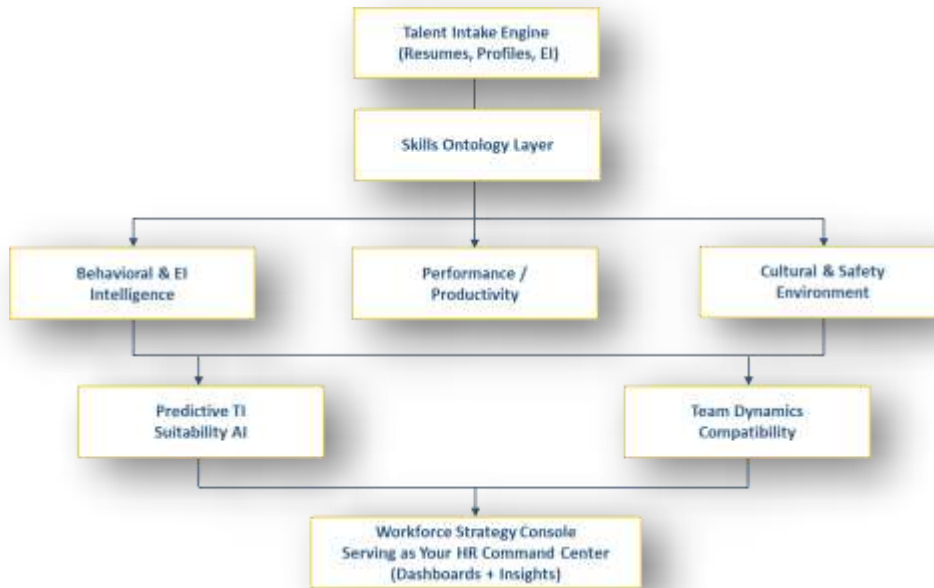 Talent Intake Engine
(Resumes, Profiles, EI)
Skills Ontology Layer
Behavioral & EI
Intelligence
Performance /
Productivity
Cultural & Safety
Environment
Predictive TI
Suitability AI
Team Dynamics
Compatibility
Workforce Strategy Console
Serving as Your HR Command Center
(Dashboards + Insights)